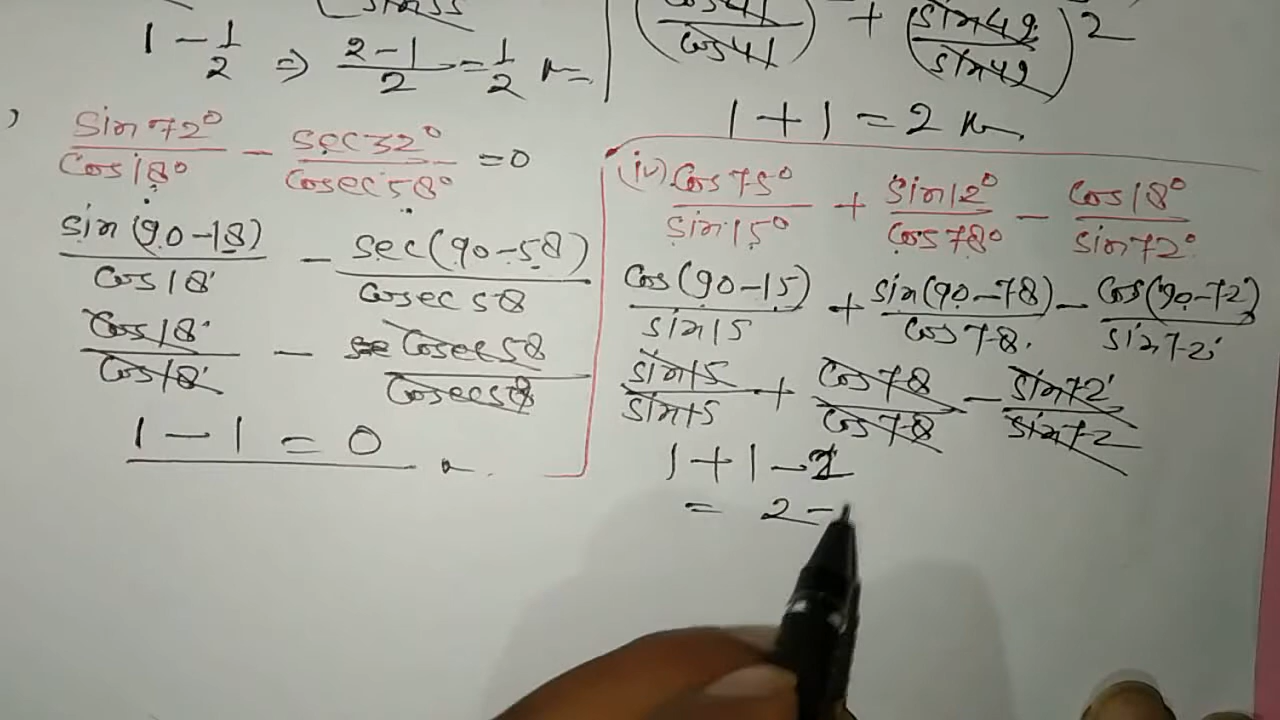 1 - 1/2 ⇒ (2-1)/2 = 1/2
sin72°/cos18° - sec32°/cosec58° = 0
sin(90-18)/cos18 - sec(90-58)/cosec58
cos18/cos18 - cosec58/cosec58
1 - 1 = 0
(cos41/cos41) + (sin49/sin49)2
1 + 1 = 2
(iv) cos75°/sin15° + sin12°/cos78° - cos18°/sin72°
cos(90-15)/sin15 + sin(90-78)/cos78 - cos(90-72)/sin72
sin15/sin15 + cos78/cos78 - sin72/sin72
1 + 1 - 1
= 2 -